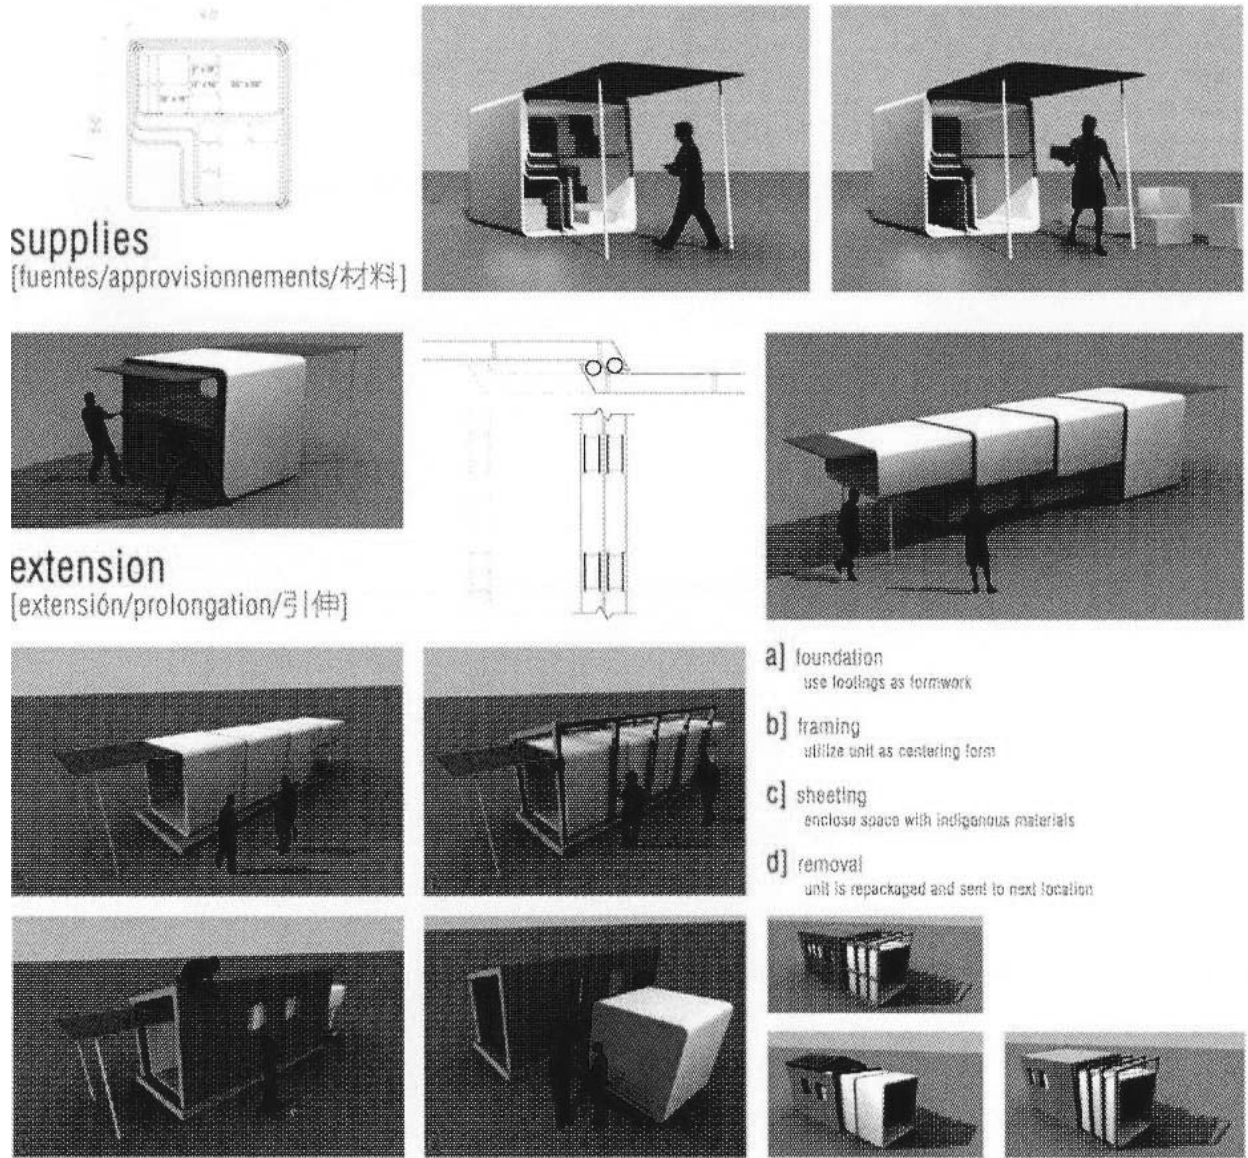 supplies
[fuentes/approvisionnements/材料]
extension
[extensión/prolongation/引伸]
a] foundation
use footings as formwork
b] framing
utilize unit as centering form
c] sheeting
enclose space with indigenous materials
d] removal
unit is repackaged and sent to next location